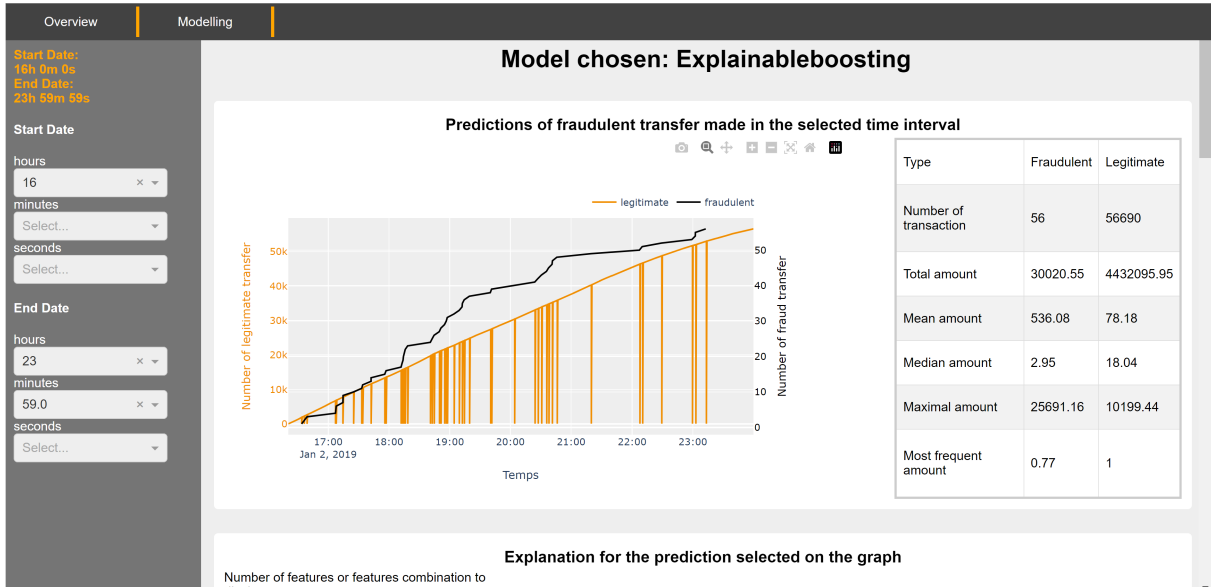 Overview
Modelling
Start Date:
16h 0m 0s
End Date:
23h 59m 59s
Start Date
hours
16
minutes
Select...
seconds
Select...
End Date
hours
23
minutes
59.0
seconds
Select...
Model chosen: Explainableboosting
Predictions of fraudulent transfer made in the selected time interval
legitimate fraudulent
Number of legitimate transfer
50k
40k
30k
20k
10k
0
50
40
30
20
10
0
Number of fraud transfer
17:00 18:00 19:00 20:00 21:00 22:00 23:00
Jan 2, 2019
Temps
Type Fraudulent Legitimate
Number of
transaction 56 56690
Total amount 30020.55 4432095.95
Mean amount 536.08 78.18
Median amount 2.95 18.04
Maximal amount 25691.16 10199.44
Most frequent
amount 0.77 1
Explanation for the prediction selected on the graph
Number of features or features combination to